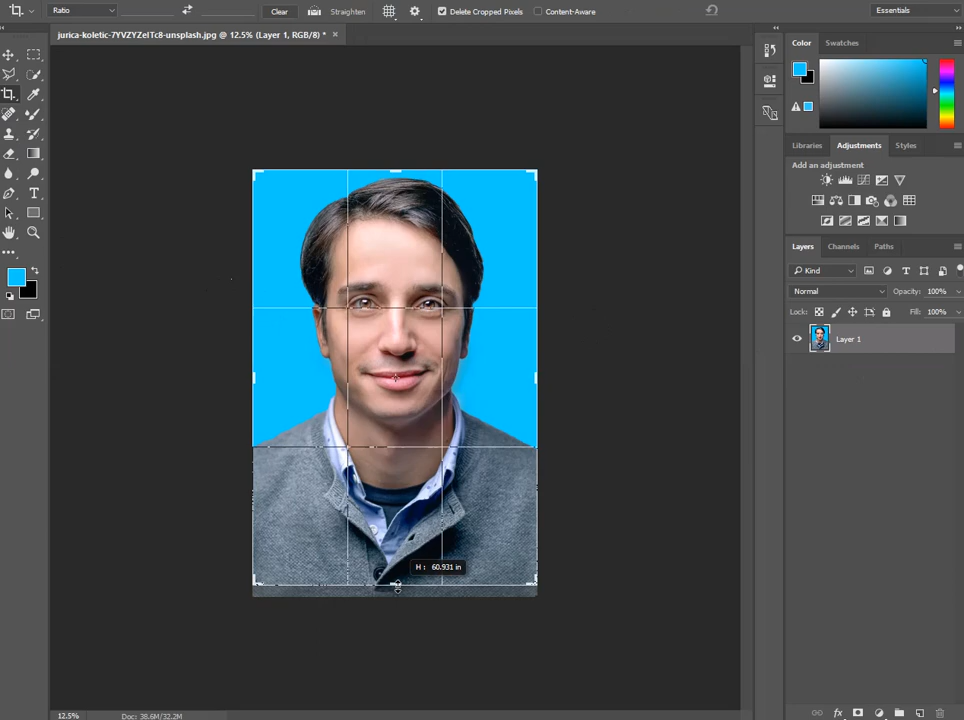 Ratio
Clear
Straighten
Delete Cropped Pixels
Content-Aware
Essentials
jurica-koletic-7YVZYZeITc8-unsplash.jpg @ 12.5% (Layer 1, RGB/8) *
Color
Swatches
Libraries
Adjustments
Styles
Add an adjustment
Layers
Channels
Paths
Kind
Normal
Opacity: 100%
Lock:
Fill: 100%
Layer 1
H : 60.931 in
12.5%
Doc: 38.6M/32.2M